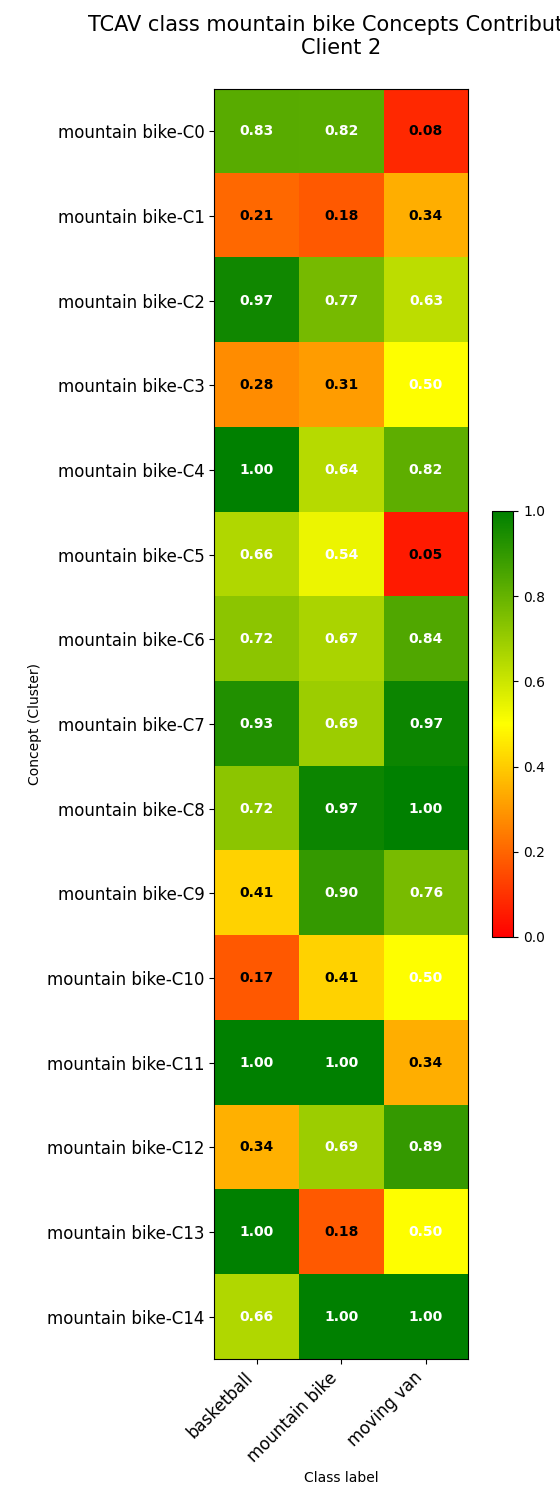 TCAV class mountain bike Concepts Contribut
Client 2
mountain bike-C0 0.83 0.82 0.08
mountain bike-C1 0.21 0.18 0.34
mountain bike-C2 0.97 0.77 0.63
mountain bike-C3 0.28 0.31 0.50
mountain bike-C4 1.00 0.64 0.82
mountain bike-C5 0.66 0.54 0.05
mountain bike-C6 0.72 0.67 0.84
mountain bike-C7 0.93 0.69 0.97
mountain bike-C8 0.72 0.97 1.00
mountain bike-C9 0.41 0.90 0.76
mountain bike-C10 0.17 0.41 0.50
mountain bike-C11 1.00 1.00 0.34
mountain bike-C12 0.34 0.69 0.89
mountain bike-C13 1.00 0.18 0.50
mountain bike-C14 0.66 1.00 1.00
basketball mountain bike moving van
Class label
Concept (Cluster)
1.0
0.8
0.6
0.4
0.2
0.0